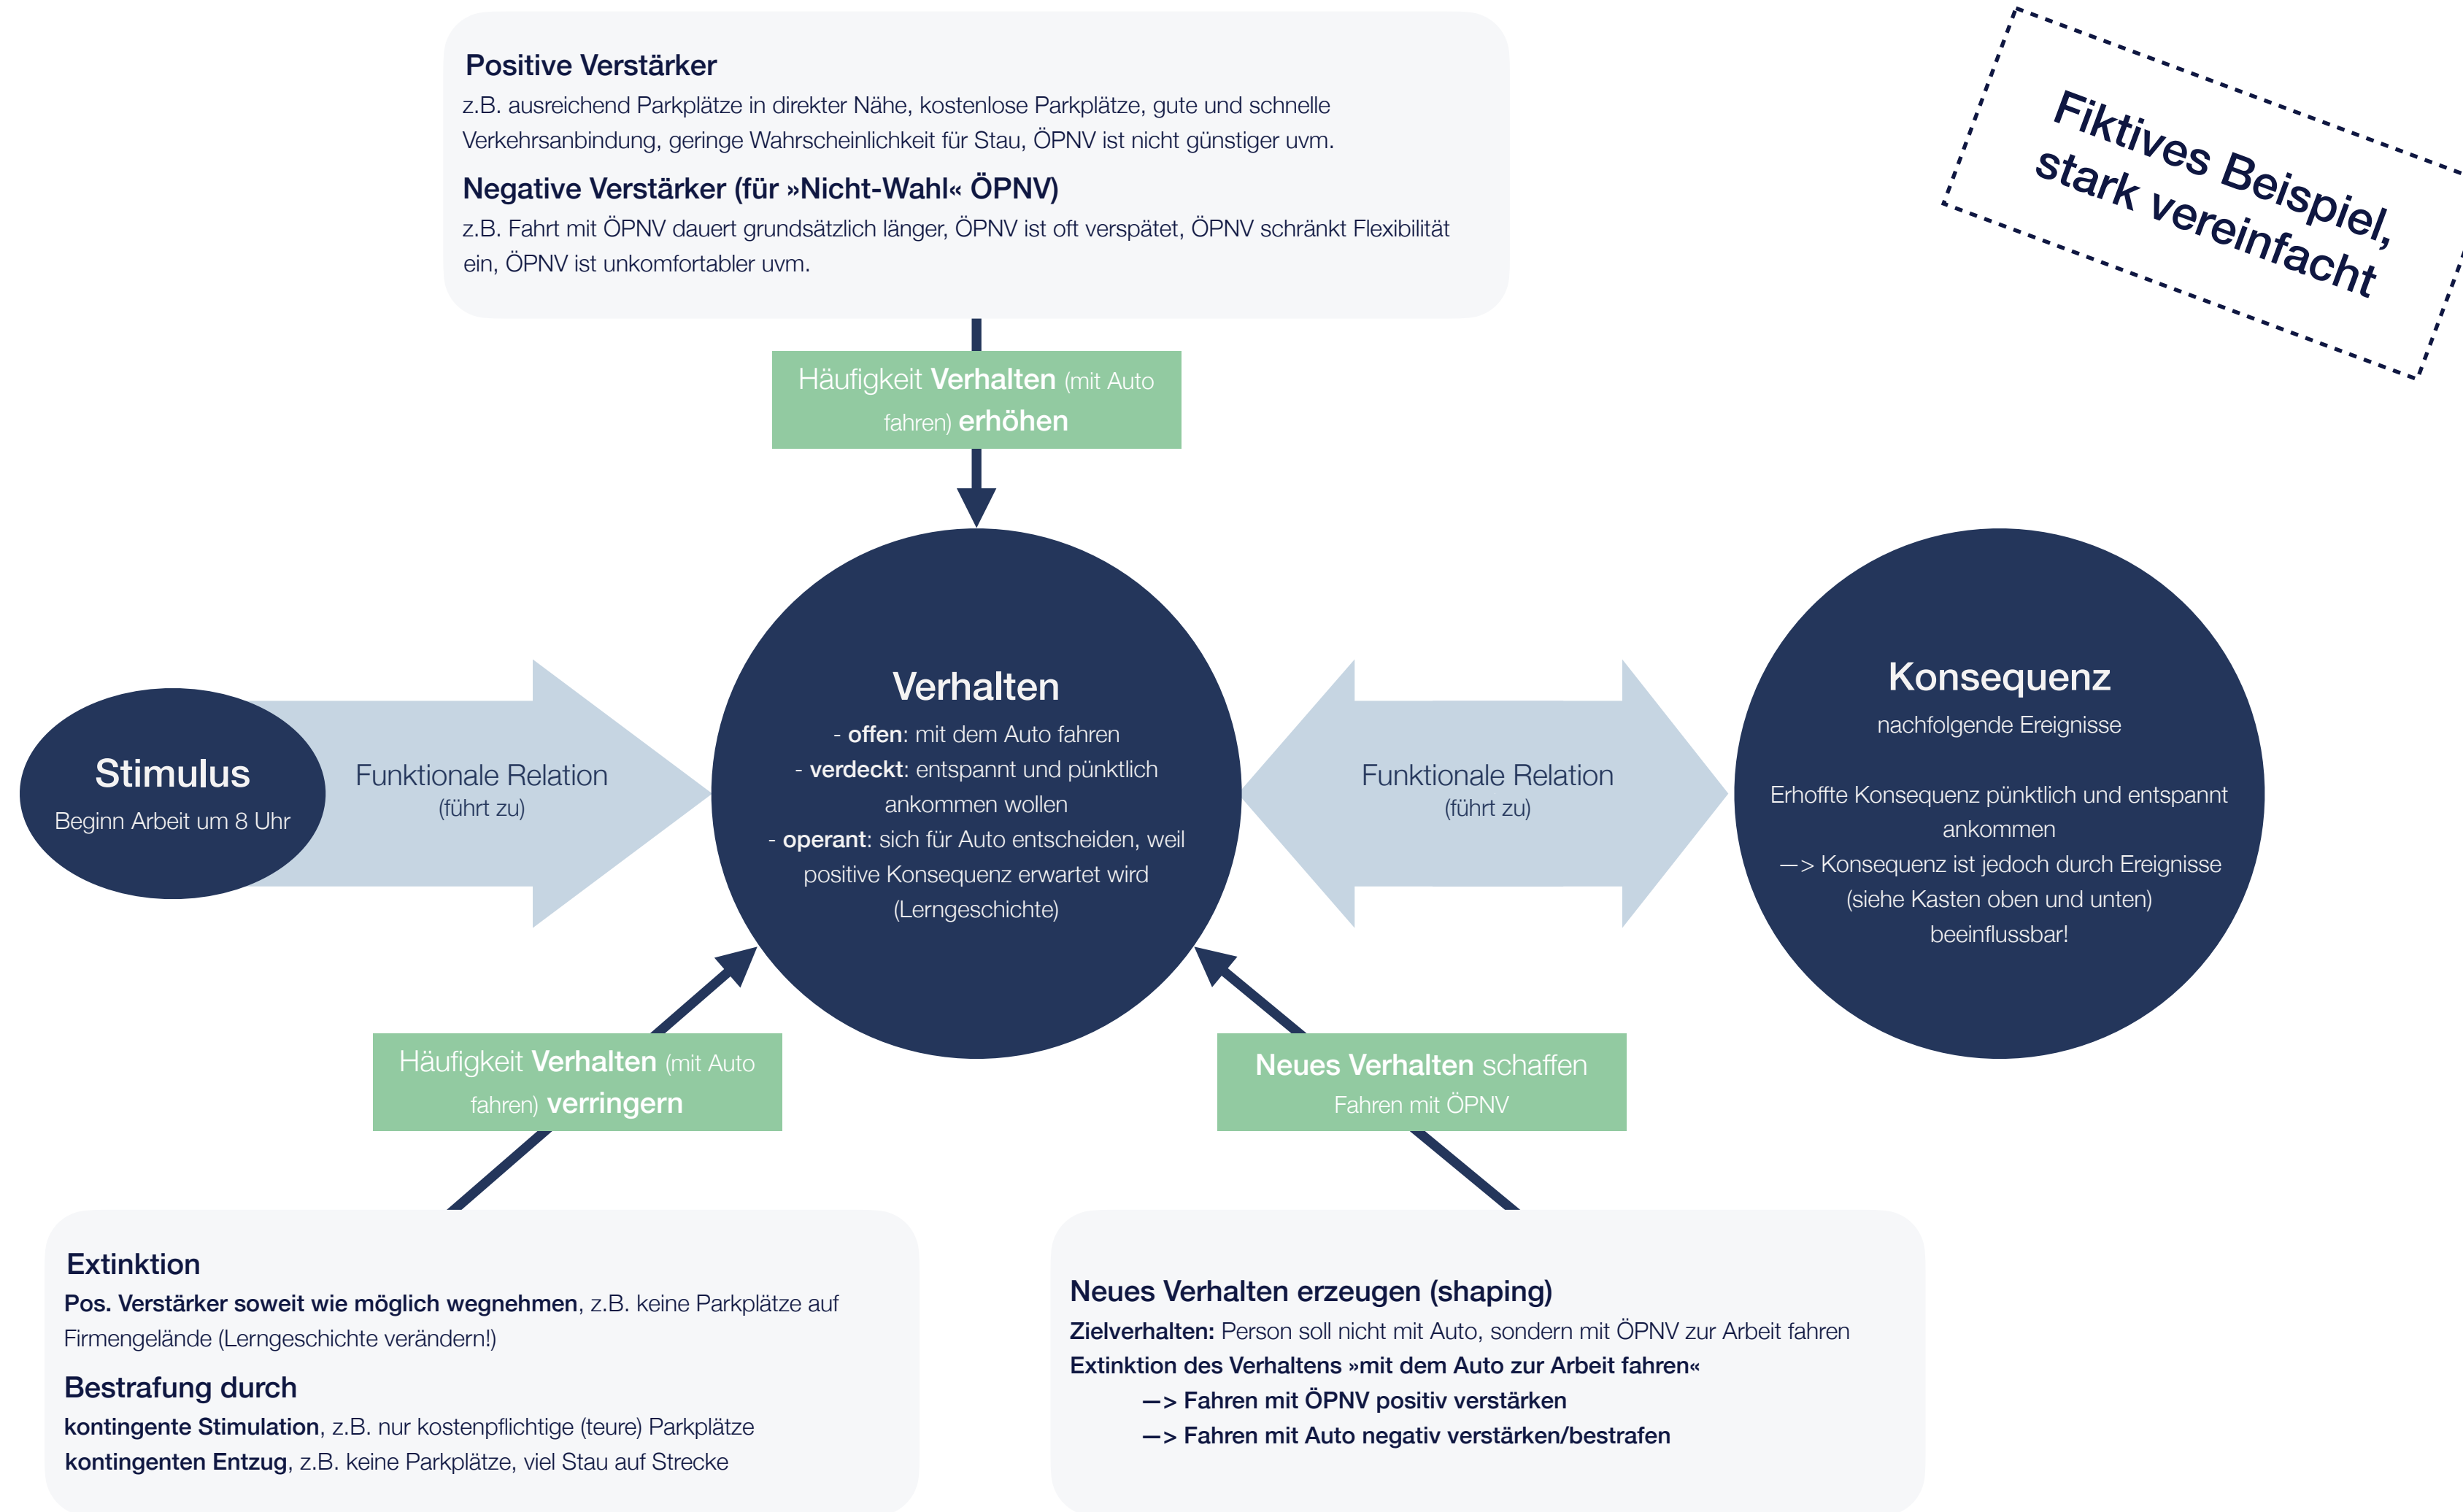 Positive Verstärker
z.B. ausreichend Parkplätze in direkter Nähe, kostenlose Parkplätze, gute und schnelle
Verkehrsanbindung, geringe Wahrscheinlichkeit für Stau, ÖPNV ist nicht günstiger uvm.
Negative Verstärker (für »Nicht-Wahl« ÖPNV)
z.B. Fahrt mit ÖPNV dauert grundsätzlich länger, ÖPNV ist oft verspätet, ÖPNV schränkt Flexibilität
ein, ÖPNV ist unkomfortabler uvm.
Fiktives Beispiel,
stark vereinfacht
Häufigkeit Verhalten (mit Auto
fahren) erhöhen
Stimulus
Beginn Arbeit um 8 Uhr
Funktionale Relation
(führt zu)
Verhalten
- offen: mit dem Auto fahren
- verdeckt: entspannt und pünktlich
ankommen wollen
- operant: sich für Auto entscheiden, weil
positive Konsequenz erwartet wird
(Lerngeschichte)
Funktionale Relation
(führt zu)
Konsequenz
nachfolgende Ereignisse
Erhoffte Konsequenz pünktlich und entspannt
ankommen
—> Konsequenz ist jedoch durch Ereignisse
(siehe Kasten oben und unten)
beeinflussbar!
Häufigkeit Verhalten (mit Auto
fahren) verringern
Neues Verhalten schaffen
Fahren mit ÖPNV
Extinktion
Pos. Verstärker soweit wie möglich wegnehmen, z.B. keine Parkplätze auf
Firmengelände (Lerngeschichte verändern!)
Bestrafung durch
kontingente Stimulation, z.B. nur kostenpflichtige (teure) Parkplätze
kontingenten Entzug, z.B. keine Parkplätze, viel Stau auf Strecke
Neues Verhalten erzeugen (shaping)
Zielverhalten: Person soll nicht mit Auto, sondern mit ÖPNV zur Arbeit fahren
Extinktion des Verhaltens »mit dem Auto zur Arbeit fahren«
—> Fahren mit ÖPNV positiv verstärken
—> Fahren mit Auto negativ verstärken/bestrafen